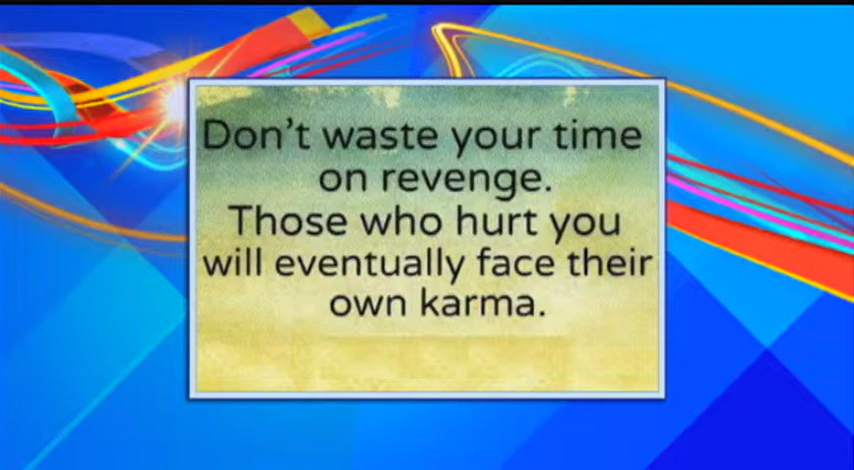 Don't waste your time
on revenge.
Those who hurt you
will eventually face their
own karma.